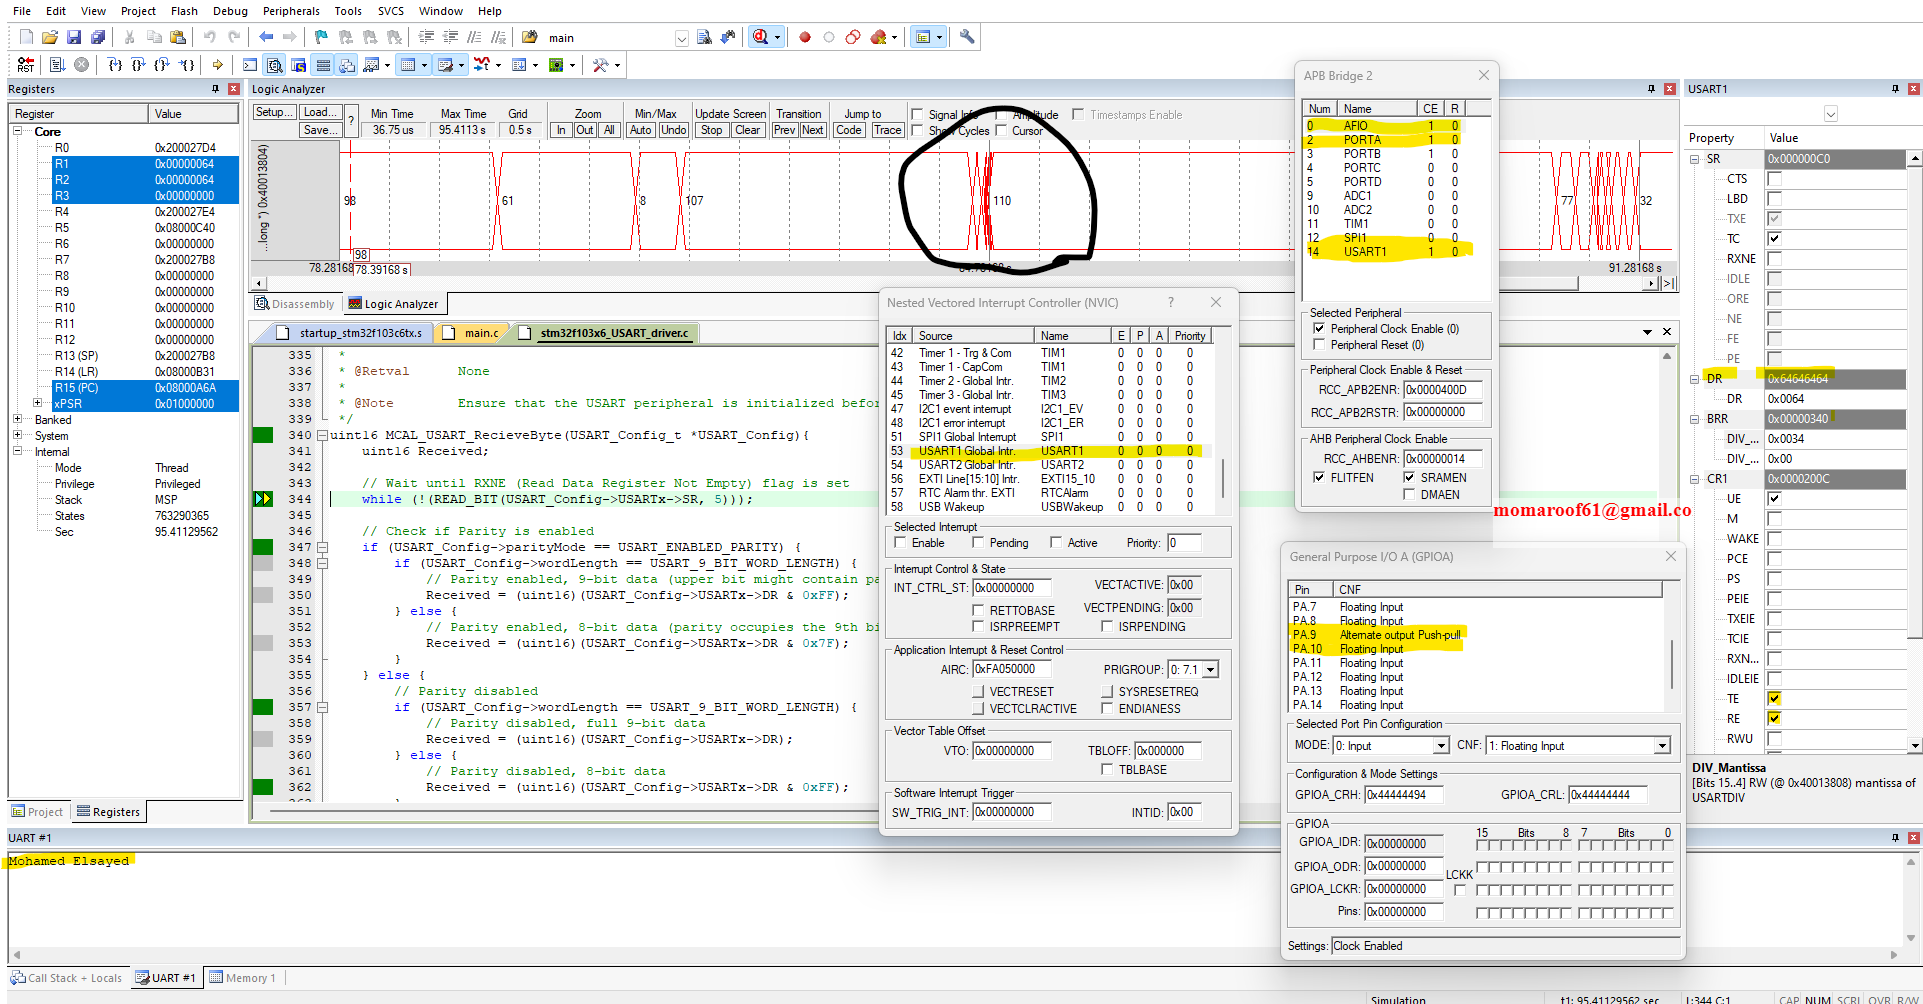 File Edit View Project Flash Debug Peripherals Tools SVCS Window Help
main
Registers
Register Value
Core
R0 0x200027D4
R1 0x00000064
R2 0x00000064
R3 0x00000000
R4 0x200027E4
R5 0x08000C40
R6 0x00000000
R7 0x200027B8
R8 0x00000000
R9 0x00000000
R10 0x00000000
R11 0x00000000
R12 0x00000000
R13 (SP) 0x200027B8
R14 (LR) 0x08000B31
R15 (PC) 0x08000A6A
xPSR 0x01000000
Banked
System
Internal
Mode Thread
Privilege Privileged
Stack MSP
States 763290365
Sec 95.41129562
Project Registers
Logic Analyzer
Setup... Load... Save... ?
Min Time Max Time Grid Zoom Min/Max Update Screen Transition Jump to
36.75 us 95.4113 s 0.5 s In Out All Auto Undo Stop Clear Prev Next Code Trace
Signal Info Amplitude Timestamps Enable
Show Cycles Cursor
...long *) 0x40013804)
98 61 8 107 110 77 32
98
78.28168 78.39168 s 91.28168 s
Disassembly Logic Analyzer
startup_stm32f103c6tx.s main.c stm32f103x6_USART_driver.c
335 *
336 * @Retval None
337 *
338 * @Note Ensure that the USART peripheral is initialized befor
339 */
340 uint16 MCAL_USART_RecieveByte(USART_Config_t *USART_Config){
341 uint16 Received;
342
343 // Wait until RXNE (Read Data Register Not Empty) flag is set
344 while (!(READ_BIT(USART_Config->USARTx->SR, 5)));
345
346 // Check if Parity is enabled
347 if (USART_Config->parityMode == USART_ENABLED_PARITY) {
348 if (USART_Config->wordLength == USART_9_BIT_WORD_LENGTH) {
349 // Parity enabled, 9-bit data (upper bit might contain pa
350 Received = (uint16)(USART_Config->USARTx->DR & 0xFF);
351 } else {
352 // Parity enabled, 8-bit data (parity occupies the 9th bi
353 Received = (uint16)(USART_Config->USARTx->DR & 0x7F);
354 }
355 } else {
356 // Parity disabled
357 if (USART_Config->wordLength == USART_9_BIT_WORD_LENGTH) {
358 // Parity disabled, full 9-bit data
359 Received = (uint16)(USART_Config->USARTx->DR);
360 } else {
361 // Parity disabled, 8-bit data
362 Received = (uint16)(USART_Config->USARTx->DR & 0xFF);
Nested Vectored Interrupt Controller (NVIC) ?
Idx Source Name E P A Priority
42 Timer 1 - Trg & Com TIM1 0 0 0 0
43 Timer 1 - CapCom TIM1 0 0 0 0
44 Timer 2 - Global Intr. TIM2 0 0 0 0
45 Timer 3 - Global Intr. TIM3 0 0 0 0
47 I2C1 event interrupt I2C1_EV 0 0 0 0
48 I2C1 error interrupt I2C1_ER 0 0 0 0
51 SPI1 Global Interrupt SPI1 0 0 0 0
53 USART1 Global Intr. USART1 0 0 0 0
54 USART2 Global Intr. USART2 0 0 0 0
56 EXTI Line[15:10] Intr. EXTI15_10 0 0 0 0
57 RTC Alarm thr. EXTI RTCAlarm 0 0 0 0
58 USB Wakeup USBWakeup 0 0 0 0
Selected Interrupt
Enable Pending Active Priority: 0
Interrupt Control & State
INT_CTRL_ST: 0x00000000 VECTACTIVE: 0x00
RETTOBASE VECTPENDING: 0x00
ISRPREEMPT ISRPENDING
Application Interrupt & Reset Control
AIRC: 0xFA050000 PRIGROUP: 0: 7.1
VECTRESET SYSRESETREQ
VECTCLRACTIVE ENDIANESS
Vector Table Offset
VTO: 0x00000000 TBLOFF: 0x000000
TBLBASE
Software Interrupt Trigger
SW_TRIG_INT: 0x00000000 INTID: 0x00
APB Bridge 2
Num Name CE R
0 AFIO 1 0
2 PORTA 1 0
3 PORTB 1 0
4 PORTC 0 0
5 PORTD 0 0
9 ADC1 0 0
10 ADC2 0 0
11 TIM1 0 0
12 SPI1 0 0
14 USART1 1 0
Selected Peripheral
Peripheral Clock Enable (0)
Peripheral Reset (0)
Peripheral Clock Enable & Reset
RCC_APB2ENR: 0x0000400D
RCC_APB2RSTR: 0x00000000
AHB Peripheral Clock Enable
RCC_AHBENR: 0x00000014
FLITFEN SRAMEN
DMAEN
momaroof61@gmail.co
General Purpose I/O A (GPIOA)
Pin CNF
PA.7 Floating Input
PA.8 Floating Input
PA.9 Alternate output Push-pull
PA.10 Floating Input
PA.11 Floating Input
PA.12 Floating Input
PA.13 Floating Input
PA.14 Floating Input
Selected Port Pin Configuration
MODE: 0: Input CNF: 1: Floating Input
Configuration & Mode Settings
GPIOA_CRH: 0x44444494 GPIOA_CRL: 0x44444444
GPIOA
15 Bits 8 7 Bits 0
GPIOA_IDR: 0x00000000
GPIOA_ODR: 0x00000000
LCKK
GPIOA_LCKR: 0x00000000
Pins: 0x00000000
Settings: Clock Enabled
USART1
Property Value
SR 0x000000C0
CTS
LBD
TXE
TC
RXNE
IDLE
ORE
NE
FE
PE
DR 0x64646464
DR 0x0064
BRR 0x00000340
DIV_... 0x0034
DIV_... 0x00
CR1 0x0000200C
UE
M
WAKE
PCE
PS
PEIE
TXEIE
TCIE
RXN...
IDLEIE
TE
RE
RWU
DIV_Mantissa
[Bits 15..4] RW (@ 0x40013808) mantissa of
USARTDIV
UART #1
Mohamed Elsayed
Call Stack + Locals UART #1 Memory 1
Simulation t1: 95.41129562 sec L:344 C:1 CAP NUM SCRL OVR R/W